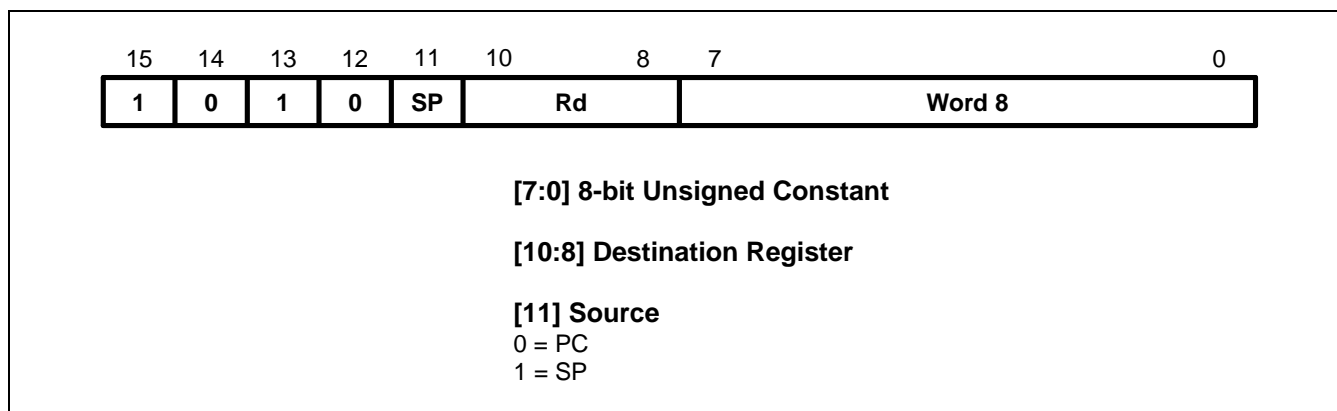 15 14 13 12 11 10 8 7 0
1 0 1 0 SP Rd Word 8
[7:0] 8-bit Unsigned Constant
[10:8] Destination Register
[11] Source
0 = PC
1 = SP